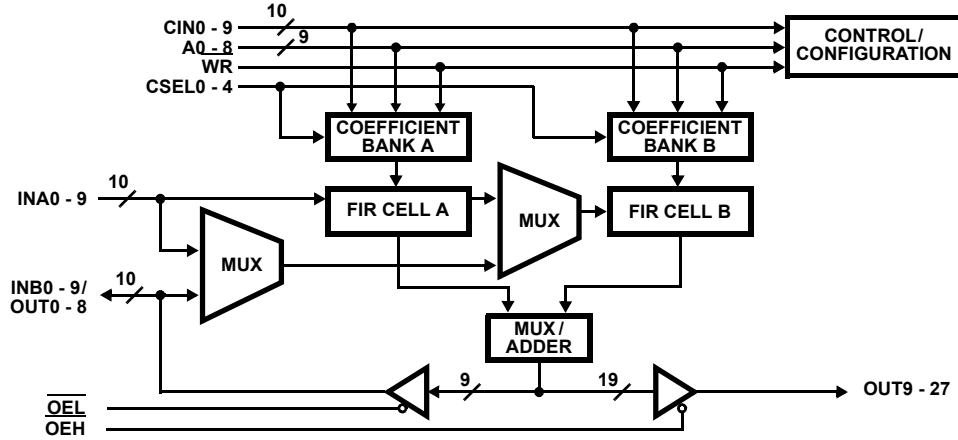 CIN0 - 9
10
A0 - 8
9
WR
CSEL0 - 4
CONTROL/
CONFIGURATION
COEFFICIENT
BANK A
COEFFICIENT
BANK B
INA0 - 9
10
FIR CELL A
MUX
FIR CELL B
MUX
INB0 - 9/
OUT0 - 8
10
MUX /
ADDER
9
19
OUT9 - 27
OEL
OEH